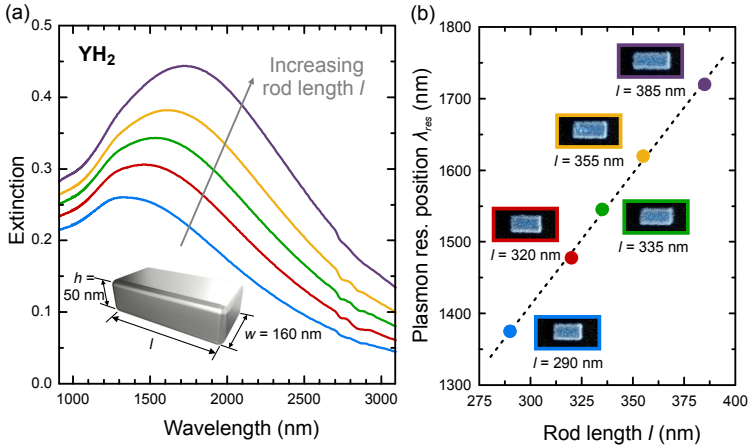 (a)
YH2
Increasing
rod length l
Extinction
0.5
0.4
0.3
0.2
0.1
0.0
h =
50 nm
l
w = 160 nm
1000 1500 2000 2500 3000
Wavelength (nm)
(b)
Plasmon res. position λres (nm)
1800
1700
1600
1500
1400
1300
l = 385 nm
l = 355 nm
l = 320 nm
l = 335 nm
l = 290 nm
275 300 325 350 375 400
Rod length l (nm)